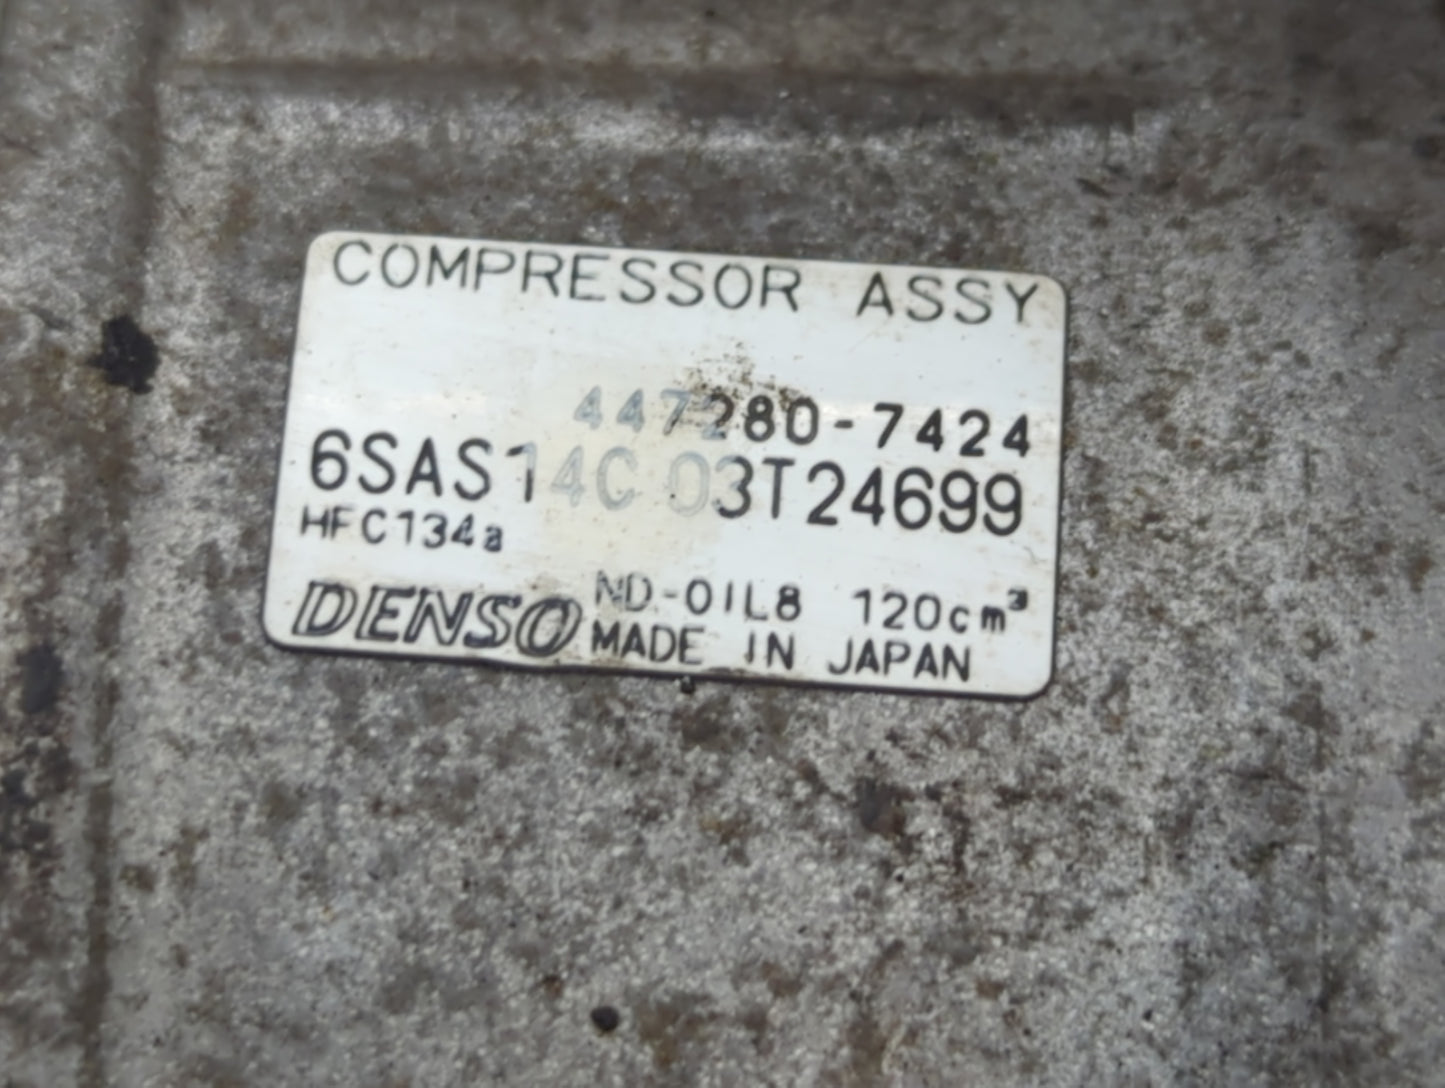 COMPRESSOR ASSY
447280-7424
6SAS14C 03T24699
HFC134a
DENSO ND-OIL8 120cm³
MADE IN JAPAN